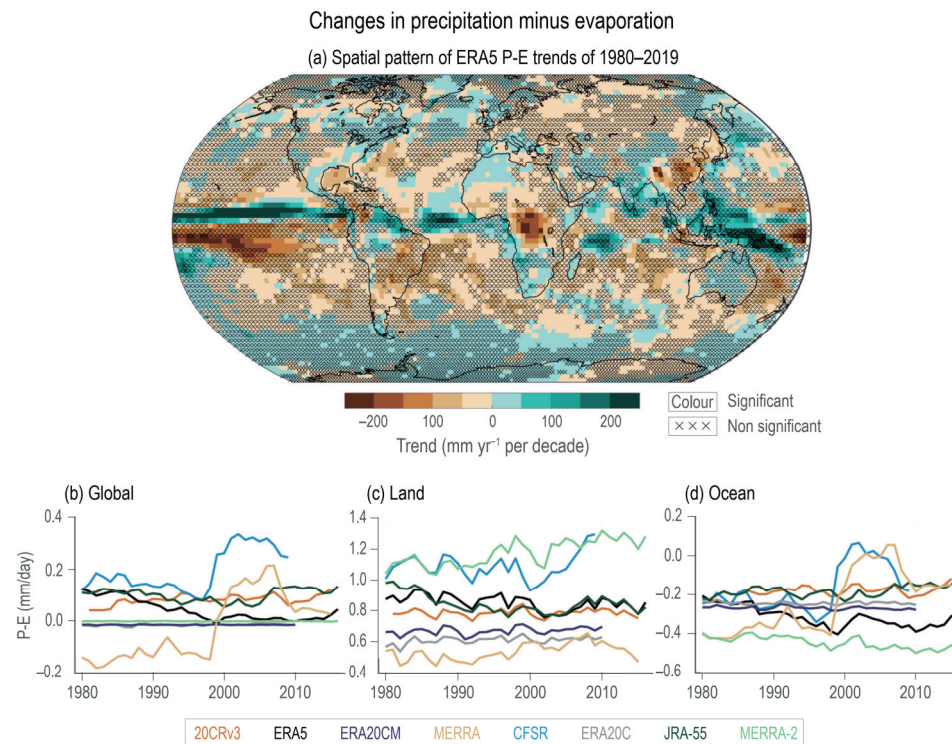 Changes in precipitation minus evaporation
(a) Spatial pattern of ERA5 P-E trends of 1980–2019
–200 100 0 100 200
Trend (mm yr⁻¹ per decade)
Colour Significant
××× Non significant
(b) Global
(c) Land
(d) Ocean
P-E (mm/day)
0.4
0.2
0.0
–0.2
1980 1990 2000 2010
1.4
1.2
1.0
0.8
0.6
0.4
1980 1990 2000 2010
0.2
0.0
–0.2
–0.4
–0.6
1980 1990 2000 2010
20CRv3 ERA5 ERA20CM MERRA CFSR ERA20C JRA-55 MERRA-2